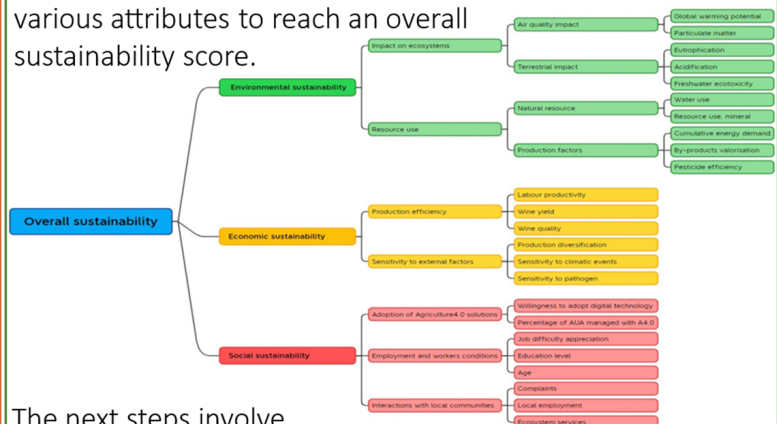 various attributes to reach an overall
sustainability score.
Global warming potential
Air quality impact
Particulate matter
Impact on ecosystems
Eutrophication
Terrestrial impact
Acidification
Freshwater ecotoxicity
Environmental sustainability
Water use
Natural resource
Resource use, mineral
Resource use
Cumulative energy demand
Production factors
By-products valorisation
Pesticide efficiency
Overall sustainability
Labour productivity
Production efficiency
Wine yield
Wine quality
Economic sustainability
Production diversification
Sensitivity to external factors
Sensitivity to climatic events
Sensitivity to pathogen
Willingness to adopt digital technology
Adoption of Agriculture4.0 solutions
Percentage of AUA managed with A4.0
Social sustainability
Job difficulty appreciation
Employment and workers conditions
Education level
Age
Complaints
Interactions with local communities
Local employment
Ecosystem services
The next steps involve